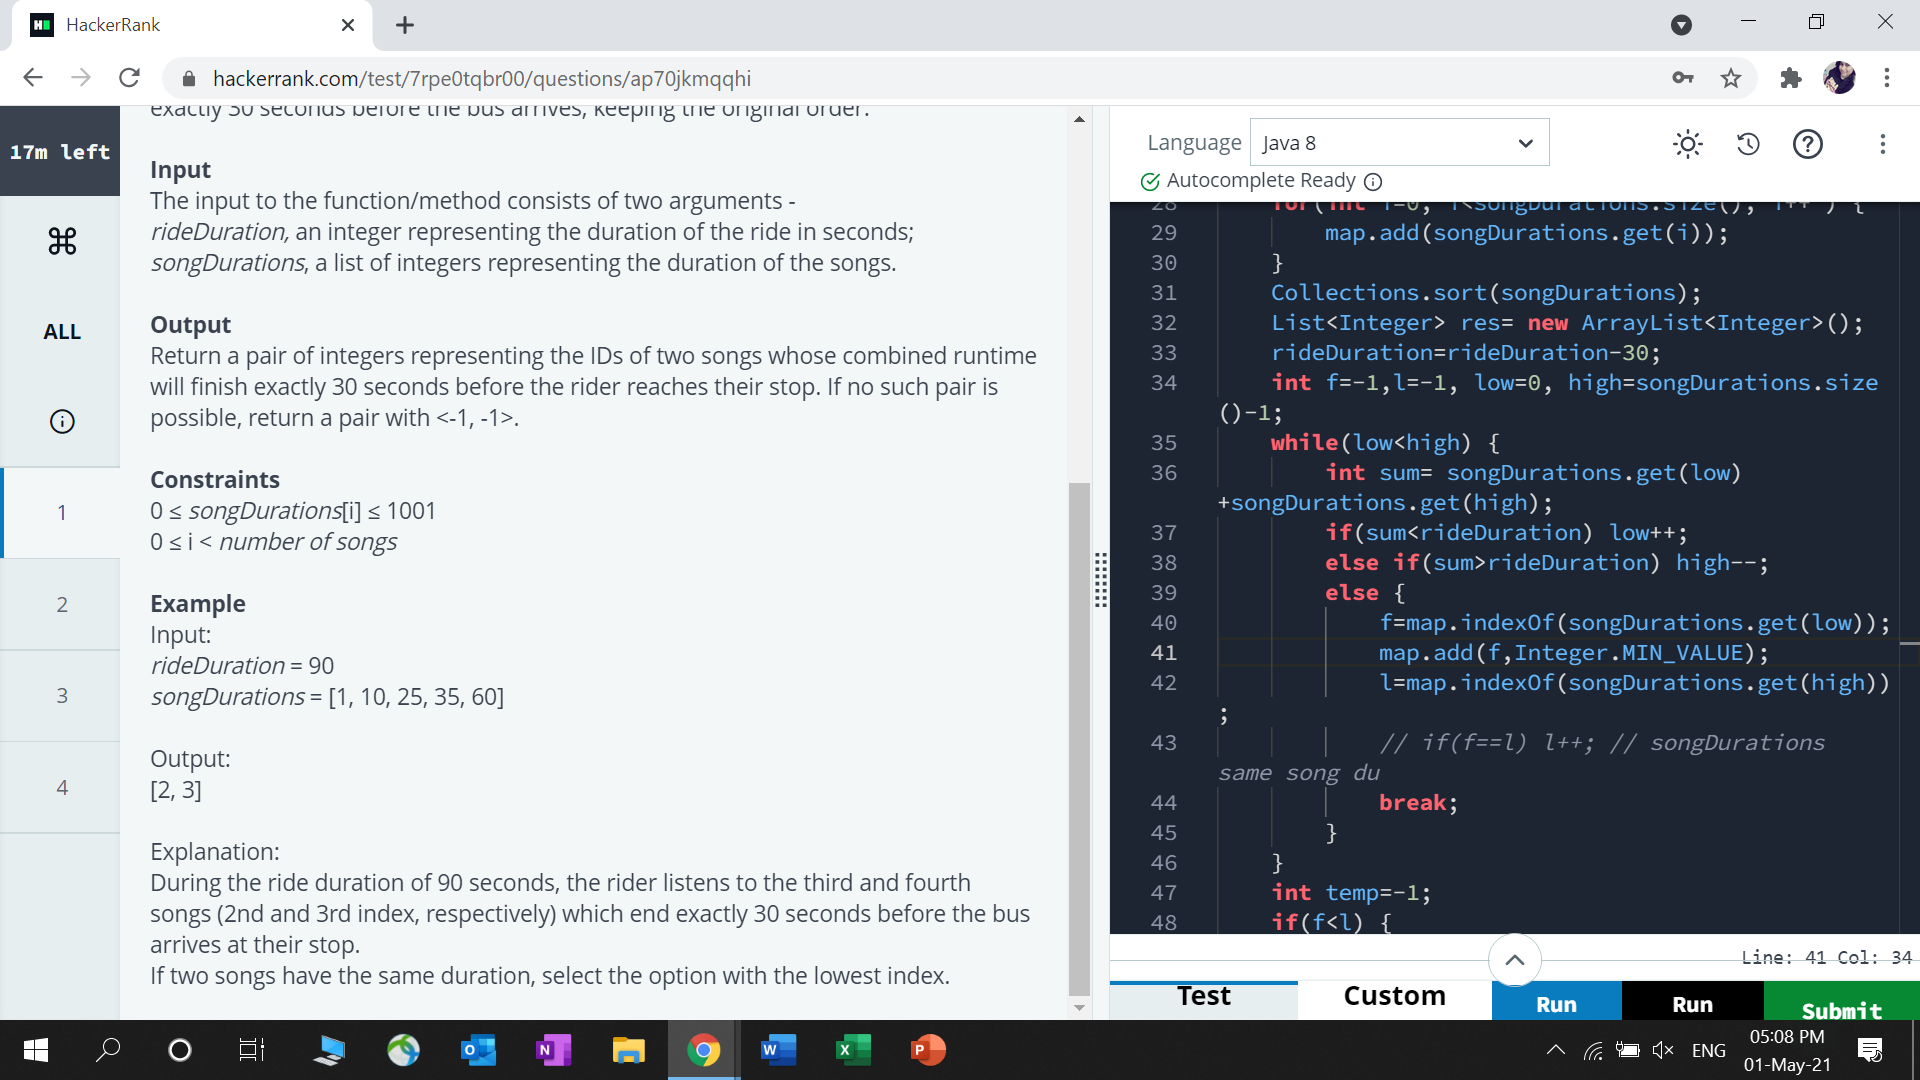 HackerRank
hackerrank.com/test/7rpe0tqbr00/questions/ap70jkmqqhi
17m left
ALL
1
2
3
4
exactly 30 seconds before the bus arrives, keeping the original order.
Input
The input to the function/method consists of two arguments -
rideDuration, an integer representing the duration of the ride in seconds;
songDurations, a list of integers representing the duration of the songs.
Output
Return a pair of integers representing the IDs of two songs whose combined runtime
will finish exactly 30 seconds before the rider reaches their stop. If no such pair is
possible, return a pair with <-1, -1>.
Constraints
0 ≤ songDurations[i] ≤ 1001
0 ≤ i < number of songs
Example
Input:
rideDuration = 90
songDurations = [1, 10, 25, 35, 60]
Output:
[2, 3]
Explanation:
During the ride duration of 90 seconds, the rider listens to the third and fourth
songs (2nd and 3rd index, respectively) which end exactly 30 seconds before the bus
arrives at their stop.
If two songs have the same duration, select the option with the lowest index.
Language Java 8
Autocomplete Ready
28 for(int i=0; i<songDurations.size(); i++ ) {
29 map.add(songDurations.get(i));
30 }
31 Collections.sort(songDurations);
32 List<Integer> res= new ArrayList<Integer>();
33 rideDuration=rideDuration-30;
34 int f=-1,l=-1, low=0, high=songDurations.size
()-1;
35 while(low<high) {
36 int sum= songDurations.get(low)
+songDurations.get(high);
37 if(sum<rideDuration) low++;
38 else if(sum>rideDuration) high--;
39 else {
40 f=map.indexOf(songDurations.get(low));
41 map.add(f,Integer.MIN_VALUE);
42 l=map.indexOf(songDurations.get(high))
;
43 // if(f==l) l++; // songDurations
same song du
44 break;
45 }
46 }
47 int temp=-1;
48 if(f<l) {
Line: 41 Col: 34
Test Custom Run Run Submit
ENG
05:08 PM
01-May-21